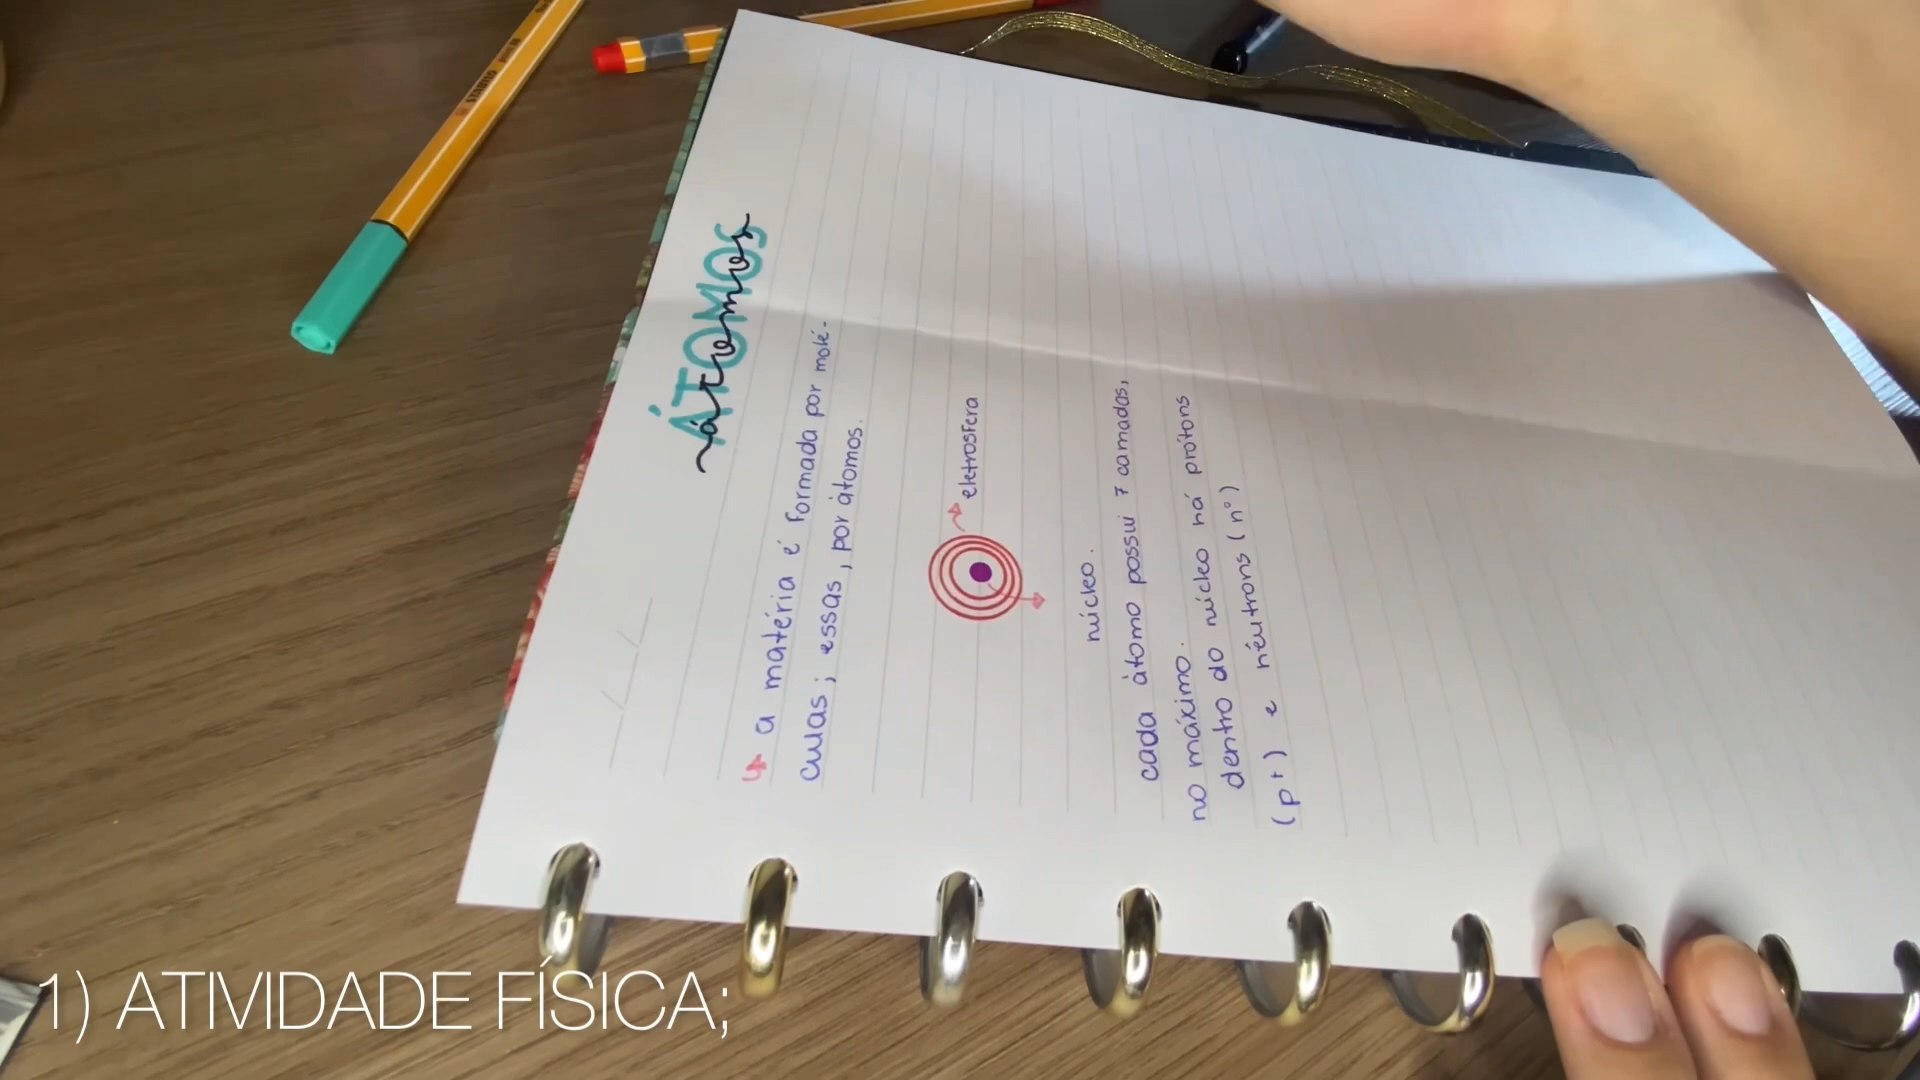 ÁTOMOS
átomos
a matéria é formada por molé-
culas; essas, por átomos.
eletrosfera
núcleo.
cada átomo possui 7 camadas,
no máximo.
dentro do núcleo há prótons
(p+) e nêutrons (n°)
1) ATIVIDADE FÍSICA;